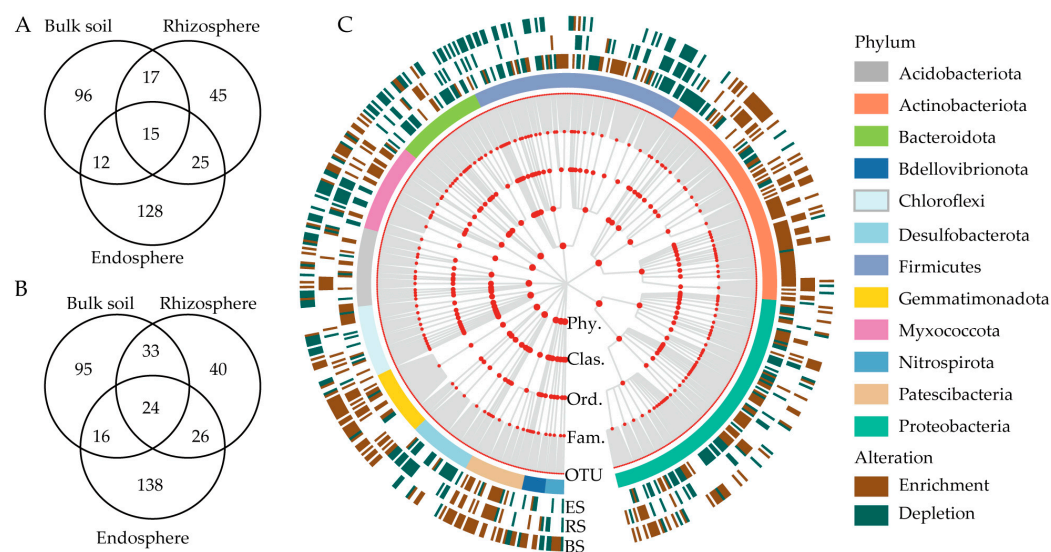 A
Bulk soil
Rhizosphere
17
96
45
15
12
25
128
Endosphere
B
Bulk soil
Rhizosphere
33
95
40
24
16
26
138
Endosphere
C
Phy.
Clas.
Ord.
Fam.
OTU
ES
RS
BS
Phylum
Acidobacteriota
Actinobacteriota
Bacteroidota
Bdellovibrionota
Chloroflexi
Desulfobacterota
Firmicutes
Gemmatimonadota
Myxococcota
Nitrospirota
Patescibacteria
Proteobacteria
Alteration
Enrichment
Depletion